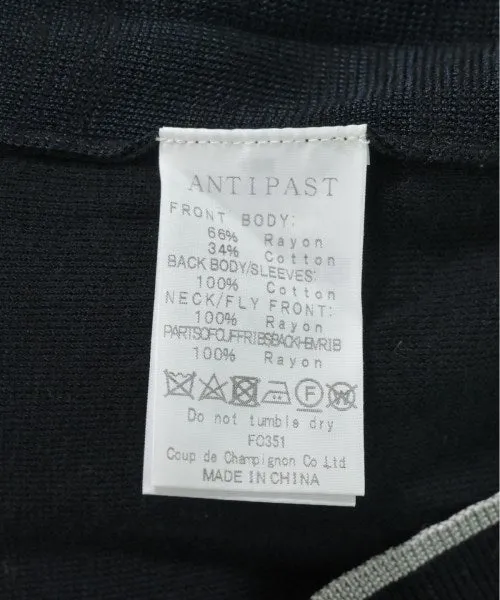 ANTIPAST
FRONT BODY:
66% Rayon
34% Cotton
BACK BODY/SLEEVES:
100% Cotton
NECK/FLY FRONT:
100% Rayon
PARTSOFCUFFRIBSBACKHEMRIB
100% Rayon
F W
Do not tumble dry
FC351
Coup de Champignon Co Ltd
MADE IN CHINA